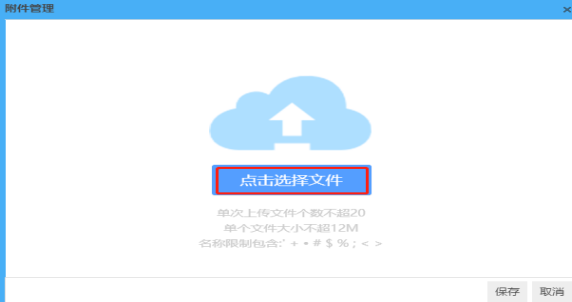 附件管理
×
点击选择文件
单次上传文件个数不超20
单个文件大小不超12M
名称限制包含:' + • # $ % ; < >
保存 取消